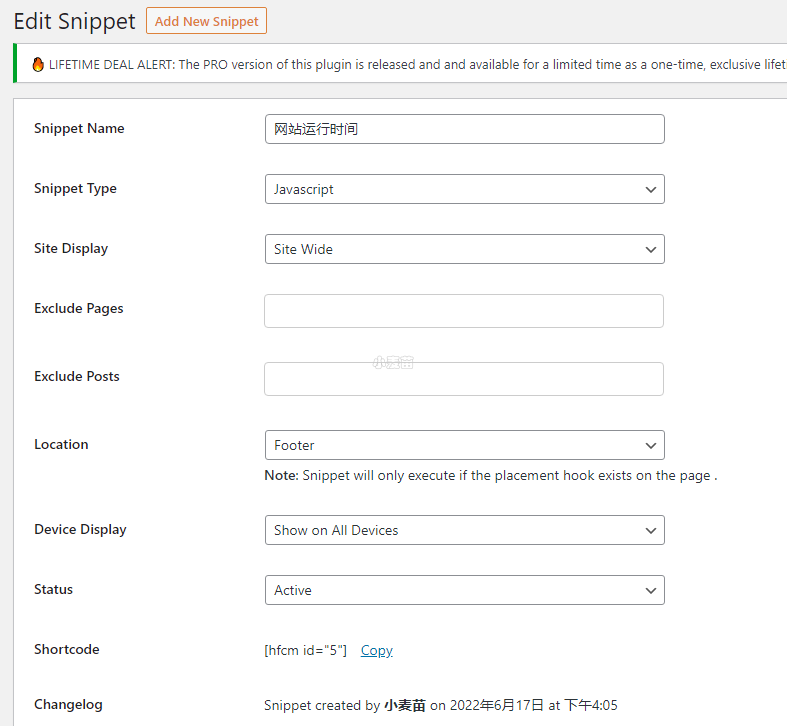 Edit Snippet Add New Snippet
🔥 LIFETIME DEAL ALERT: The PRO version of this plugin is released and and available for a limited time as a one-time, exclusive lifet
Snippet Name 网站运行时间
Snippet Type Javascript
Site Display Site Wide
Exclude Pages
小麦苗
Exclude Posts
Location Footer
Note: Snippet will only execute if the placement hook exists on the page .
Device Display Show on All Devices
Status Active
Shortcode [hfcm id="5"] Copy
Changelog Snippet created by 小麦苗 on 2022年6月17日 at 下午4:05